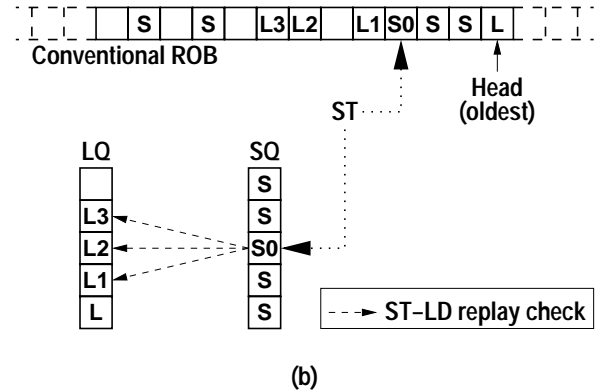 S S L3 L2 L1 S0 S S L
Conventional ROB
Head
(oldest)
ST
LQ SQ
S
L3 S
L2 S0
L1 S
L S
ST–LD replay check
(b)